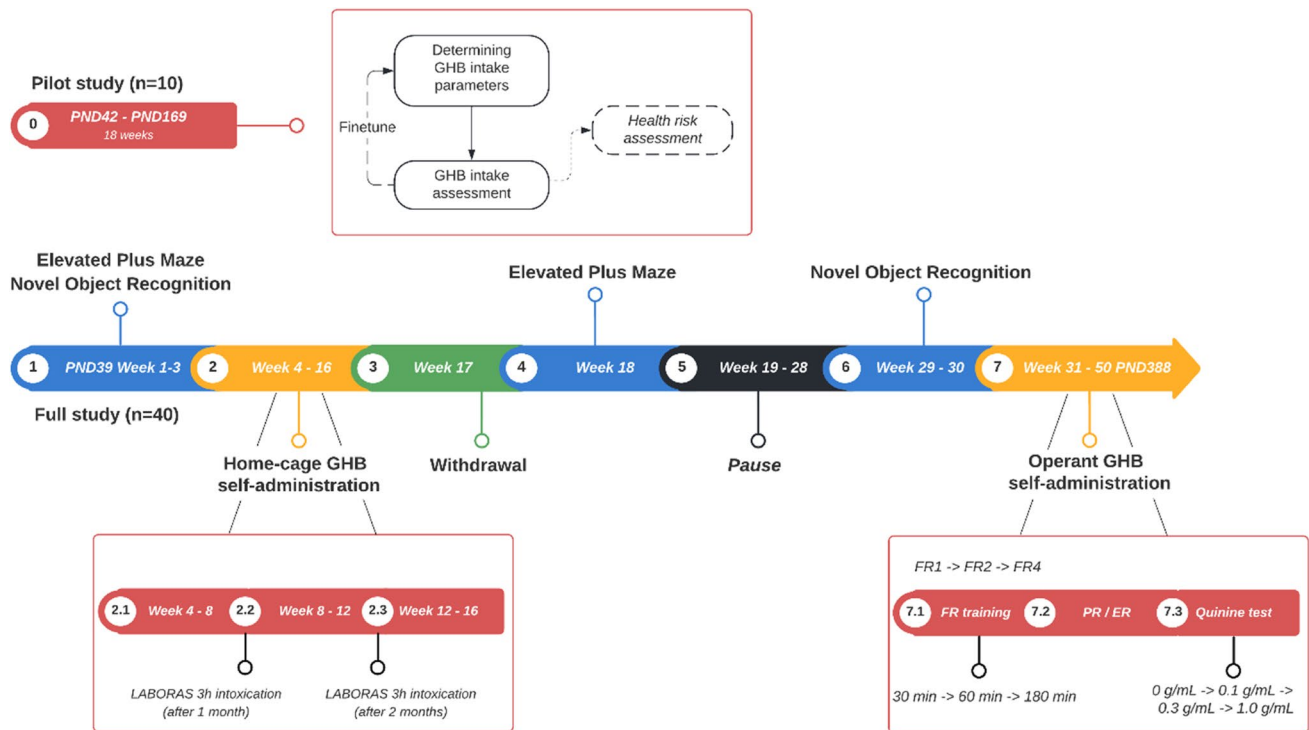 Pilot study (n=10)
0
PND42 - PND169
18 weeks
Determining
GHB intake
parameters
Finetune
Health risk
assessment
GHB intake
assessment
Elevated Plus Maze
Novel Object Recognition
Elevated Plus Maze
Novel Object Recognition
1 PND39 Week 1-3
2 Week 4 - 16
3 Week 17
4 Week 18
5 Week 19 - 28
6 Week 29 - 30
7 Week 31 - 50 PND388
Full study (n=40)
Home-cage GHB
self-administration
Withdrawal
Pause
Operant GHB
self-administration
2.1 Week 4 - 8
2.2 Week 8 - 12
2.3 Week 12 - 16
LABORAS 3h intoxication
(after 1 month)
LABORAS 3h intoxication
(after 2 months)
FR1 -> FR2 -> FR4
7.1 FR training
7.2 PR / ER
7.3 Quinine test
30 min -> 60 min -> 180 min
0 g/mL -> 0.1 g/mL ->
0.3 g/mL -> 1.0 g/mL